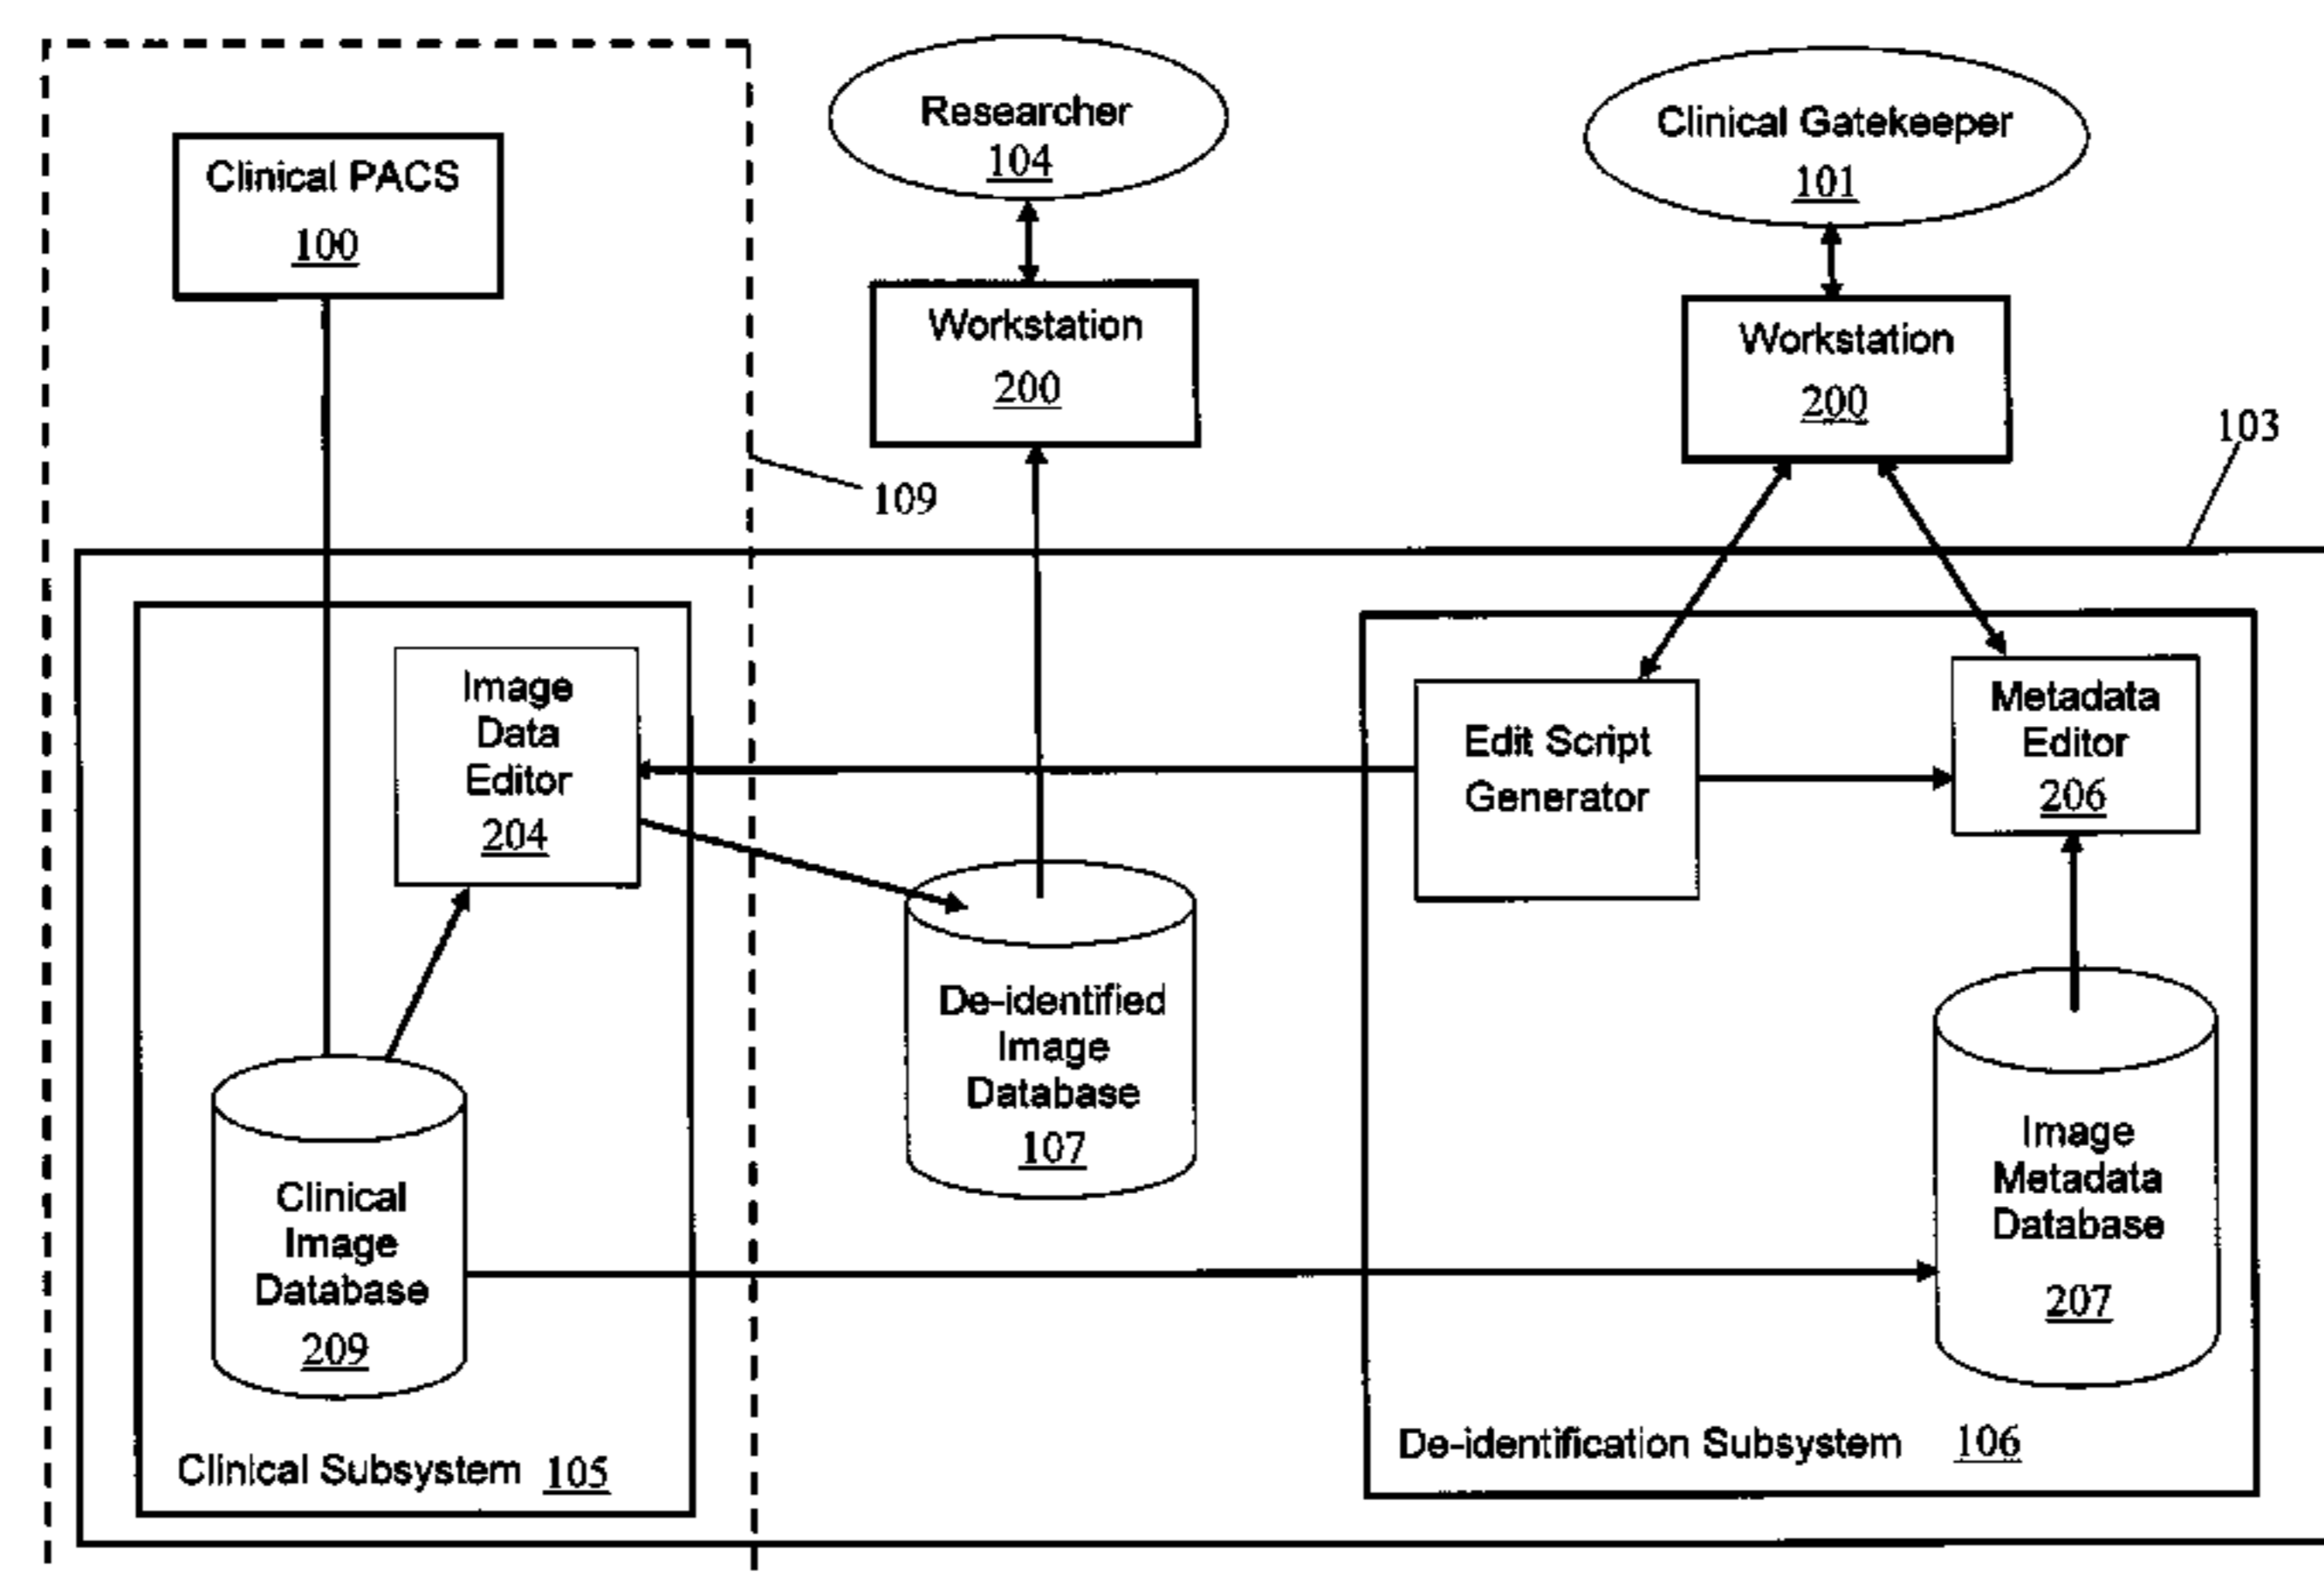 Clinical PACS
100
Researcher
104
Clinical Gatekeeper
101
Workstation
200
Workstation
200
109
103
Image
Data
Editor
204
Edit Script
Generator
Metadata
Editor
206
De-identified
Image
Database
107
Clinical
Image
Database
209
Image
Metadata
Database
207
Clinical Subsystem 105
De-identification Subsystem 106